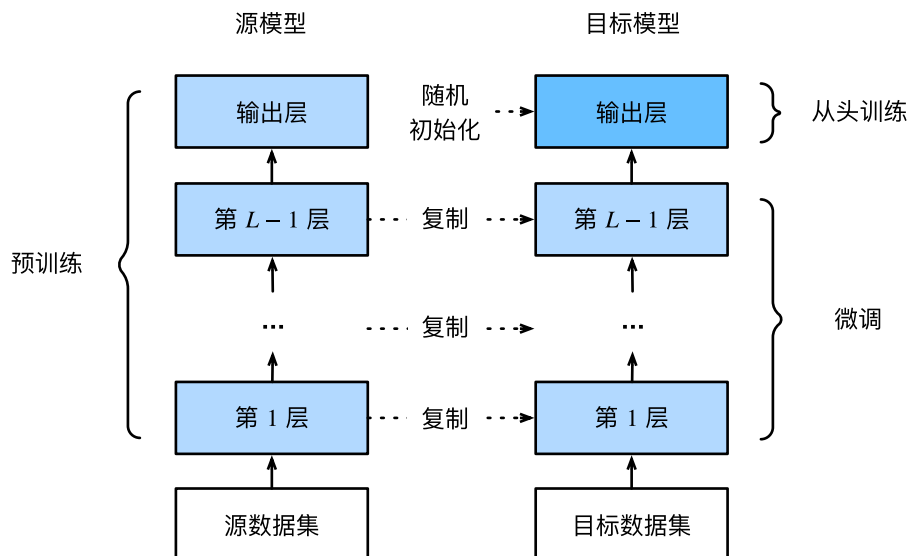 源模型
目标模型
输出层
随机
初始化
输出层
从头训练
第 L − 1 层
复制
第 L − 1 层
预训练
...
复制
...
微调
第 1 层
复制
第 1 层
源数据集
目标数据集